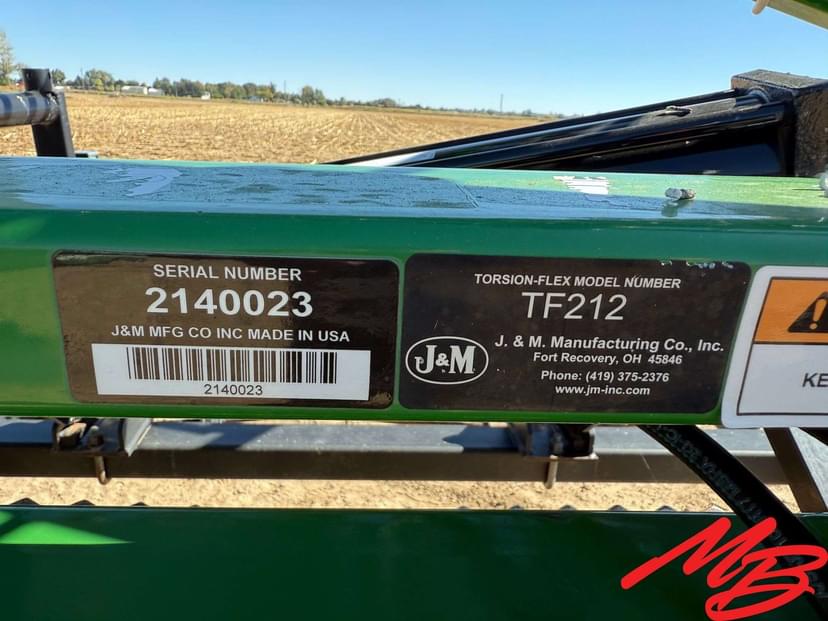 SERIAL NUMBER
2140023
J&M MFG CO INC MADE IN USA
2140023
TORSION-FLEX MODEL NUMBER
TF212
J&M
J. & M. Manufacturing Co., Inc.
Fort Recovery, OH 45846
Phone: (419) 375-2376
www.jm-inc.com
KE
MB